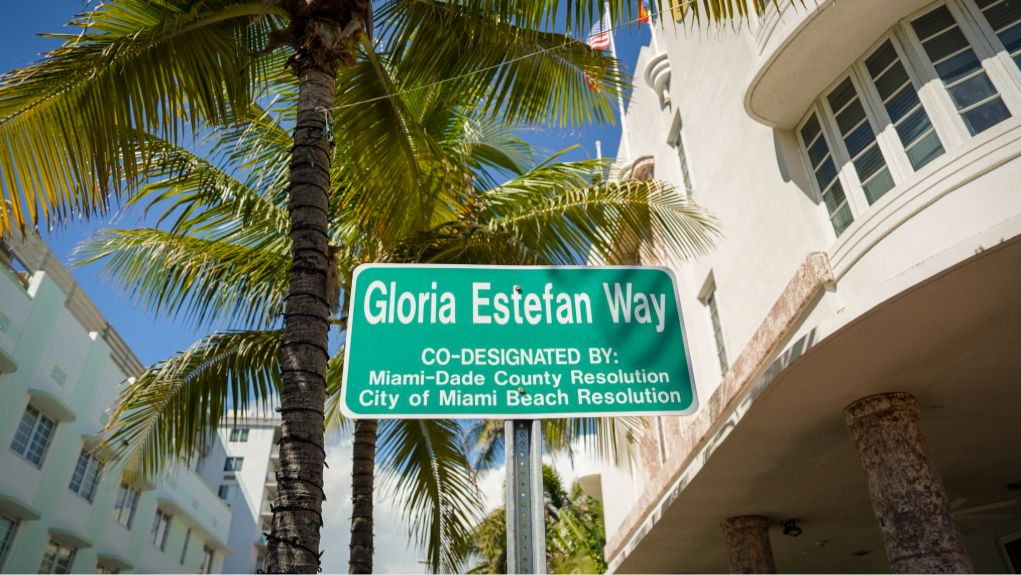 Gloria Estefan Way
CO-DESIGNATED BY:
Miami-Dade County Resolution
City of Miami Beach Resolution